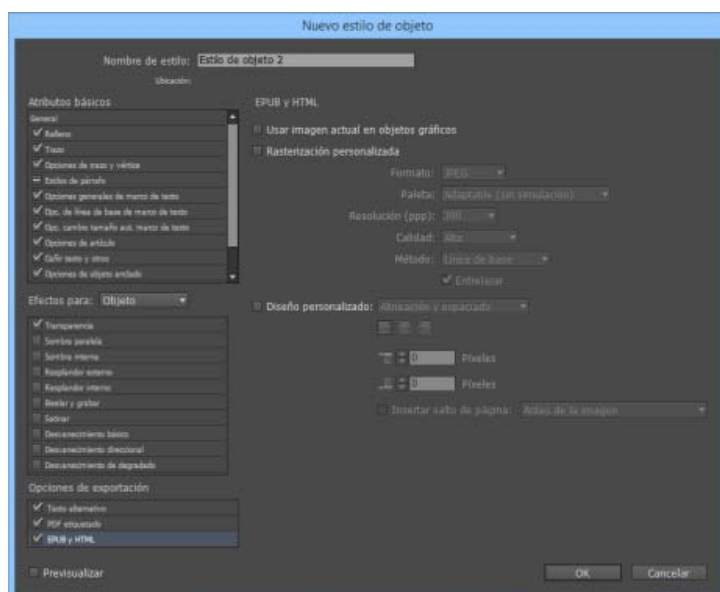 Nuevo estilo de objeto
Nombre de estilo: Estilo de objeto 2
Ubicación:
Atributos básicos
General
Relleno
Trazo
Opciones de trazo y vértice
Estilos de párrafo
Opciones generales de marco de texto
Opc. de línea de base de marco de texto
Opc. cambio tamaño aut. marco de texto
Opciones de artículo
Ceñir texto y otros
Opciones de objeto anclado
Efectos para: Objeto
Transparencia
Sombra paralela
Sombra interna
Resplandor externo
Resplandor interno
Biselar y grabar
Satinar
Desvanecimiento básico
Desvanecimiento direccional
Desvanecimiento de degradado
Opciones de exportación
Texto alternativo
PDF etiquetado
EPUB y HTML
Previsualizar
EPUB y HTML
Usar imagen actual en objetos gráficos
Rasterización personalizada
Formato: JPEG
Paleta: Adaptable (sin simulación)
Resolución (ppp): 300
Calidad: Alta
Método: Línea de base
Entrelazar
Diseño personalizado: Alineación y espaciado
0 Píxeles
0 Píxeles
Insertar salto de página: Antes de la imagen
OK
Cancelar